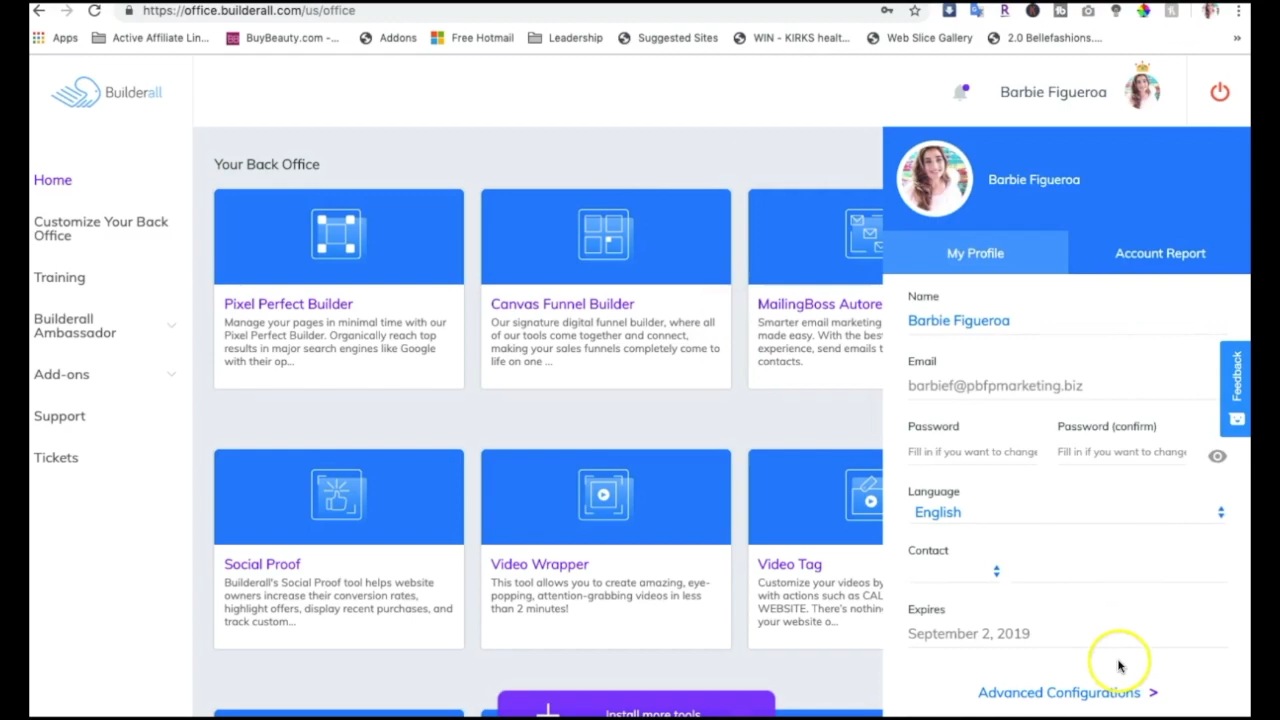 https://office.builderall.com/us/office
Apps
Active Affiliate Lin...
BuyBeauty.com -...
Addons
Free Hotmail
Leadership
Suggested Sites
WIN - KIRKS healt...
Web Slice Gallery
2.0 Bellefashions....
»
Builderall
Barbie Figueroa
Home
Customize Your Back
Office
Training
Builderall
Ambassador
Add-ons
Support
Tickets
Your Back Office
Pixel Perfect Builder
Manage your pages in minimal time with our
Pixel Perfect Builder. Organically reach top
results in major search engines like Google
with their op...
Canvas Funnel Builder
Our signature digital funnel builder, where all
of our tools come together and connect,
making your sales funnels completely come to
life on one ...
MailingBoss Autore
Smarter email marketing
made easy. With the bes
experience, send emails t
contacts.
Social Proof
Builderall's Social Proof tool helps website
owners increase their conversion rates,
highlight offers, display recent purchases, and
track custom...
Video Wrapper
This tool allows you to create amazing, eye-
popping, attention-grabbing videos in less
than 2 minutes!
Video Tag
Customize your videos by
with actions such as CAL
WEBSITE. There's nothin
your website o...
Install more tools
Barbie Figueroa
My Profile
Account Report
Name
Barbie Figueroa
Email
barbief@pbfpmarketing.biz
Password
Password (confirm)
Fill in if you want to change
Fill in if you want to change
Language
English
Contact
Expires
September 2, 2019
Advanced Configurations >
Feedback